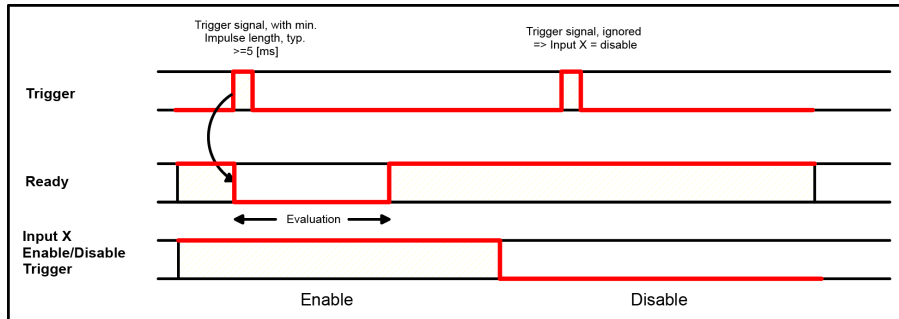 Trigger signal, with min.
Impulse length, typ.
>=5 [ms]
Trigger signal, ignored
=> Input X = disable
Trigger
Ready
Evaluation
Input X
Enable/Disable
Trigger
Enable
Disable